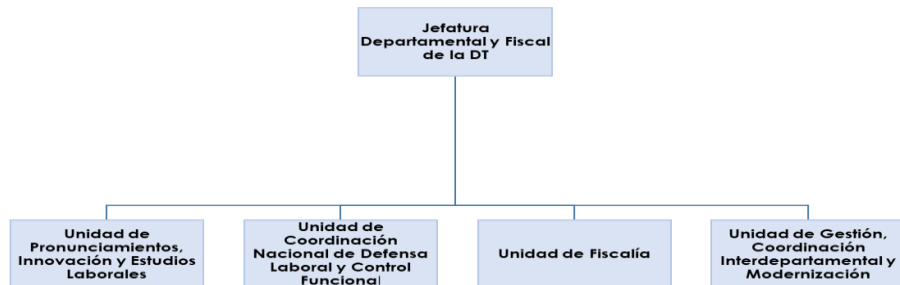 Jefatura
Departamental y Fiscal
de la DT
Unidad de
Pronunciamientos,
Innovación y Estudios
Laborales
Unidad de
Coordinación
Nacional de Defensa
Laboral y Control
Funcional
Unidad de Fiscalía
Unidad de Gestión,
Coordinación
Interdepartamental y
Modernización